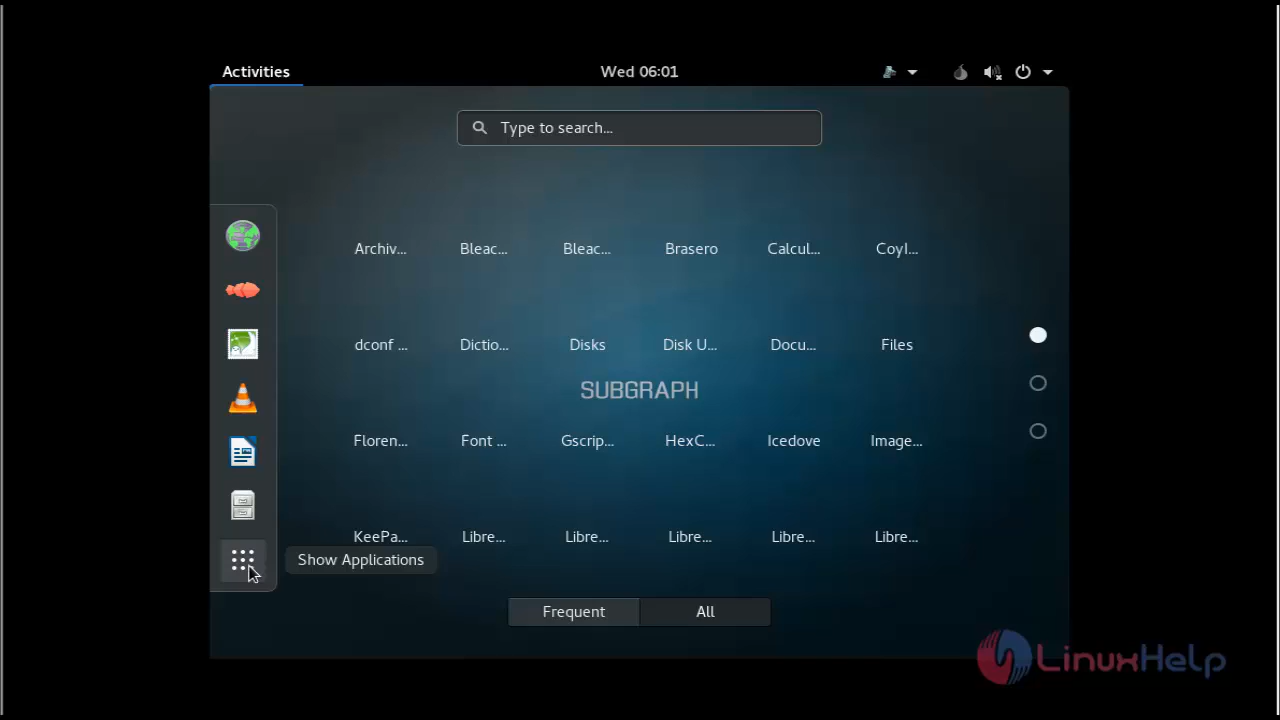 Activities Wed 06:01
Type to search...
Archiv... Bleac... Bleac... Brasero Calcul... CoyI...
dconf ... Dictio... Disks Disk U... Docu... Files
SUBGRAPH
Floren... Font ... Gscrip... HexC... Icedove Image...
KeePa... Libre... Libre... Libre... Libre... Libre...
Show Applications
Frequent All
LinuxHelp